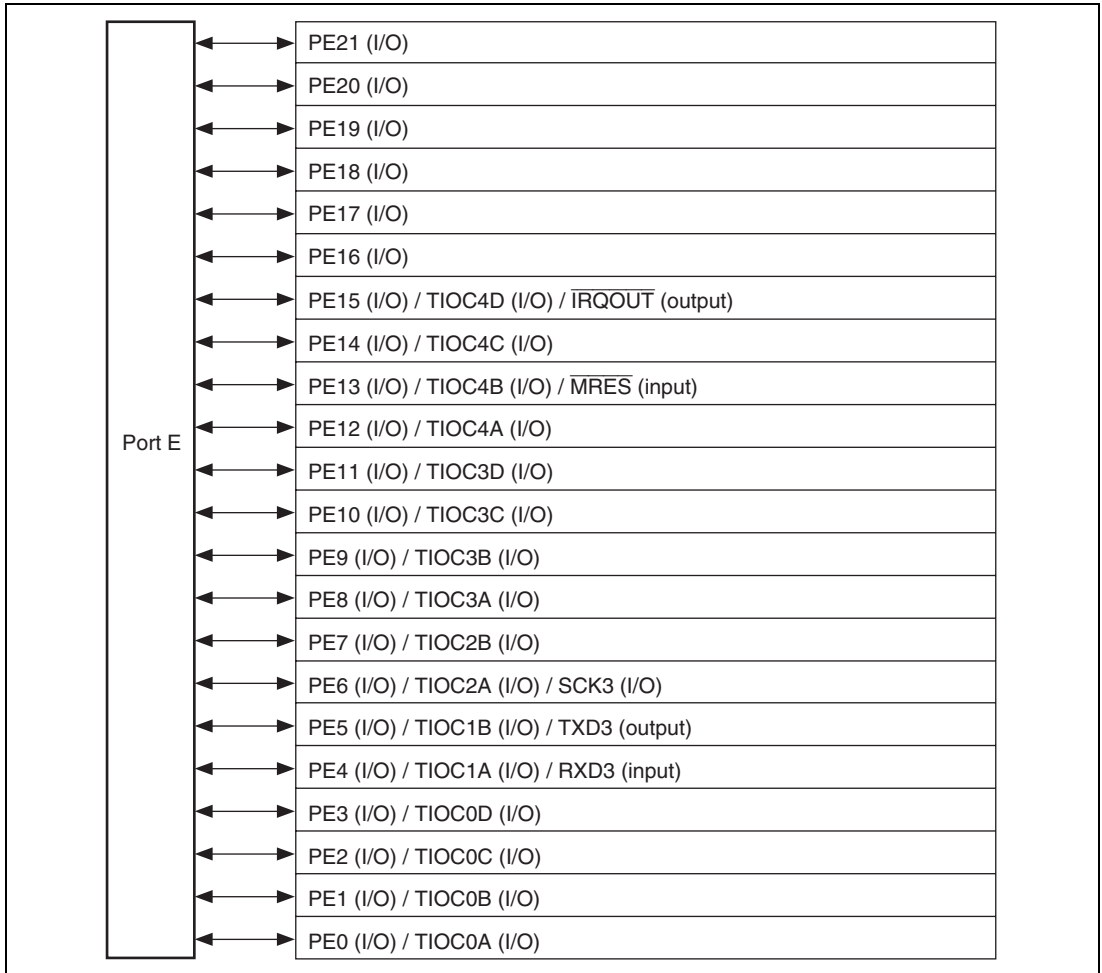 PE21 (I/O)
PE20 (I/O)
PE19 (I/O)
PE18 (I/O)
PE17 (I/O)
PE16 (I/O)
PE15 (I/O) / TIOC4D (I/O) / I̅R̅Q̅O̅U̅T̅ (output)
PE14 (I/O) / TIOC4C (I/O)
PE13 (I/O) / TIOC4B (I/O) / M̅R̅E̅S̅ (input)
PE12 (I/O) / TIOC4A (I/O)
Port E
PE11 (I/O) / TIOC3D (I/O)
PE10 (I/O) / TIOC3C (I/O)
PE9 (I/O) / TIOC3B (I/O)
PE8 (I/O) / TIOC3A (I/O)
PE7 (I/O) / TIOC2B (I/O)
PE6 (I/O) / TIOC2A (I/O) / SCK3 (I/O)
PE5 (I/O) / TIOC1B (I/O) / TXD3 (output)
PE4 (I/O) / TIOC1A (I/O) / RXD3 (input)
PE3 (I/O) / TIOC0D (I/O)
PE2 (I/O) / TIOC0C (I/O)
PE1 (I/O) / TIOC0B (I/O)
PE0 (I/O) / TIOC0A (I/O)